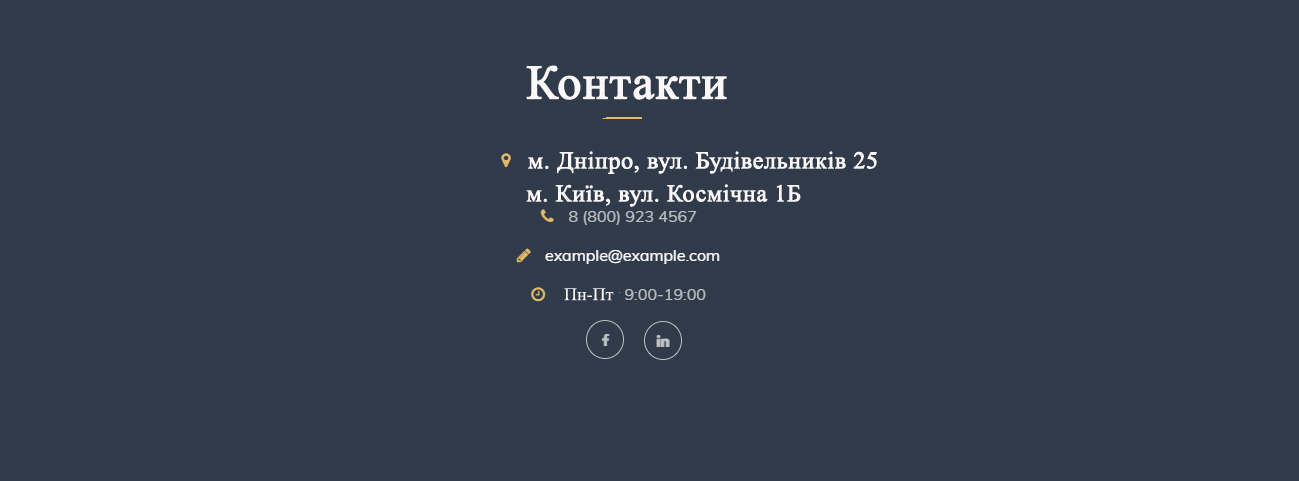 Контакти
м. Дніпро, вул. Будівельників 25
м. Київ, вул. Космічна 1Б
8 (800) 923 4567
example@example.com
Пн-Пт 9:00-19:00
f
in